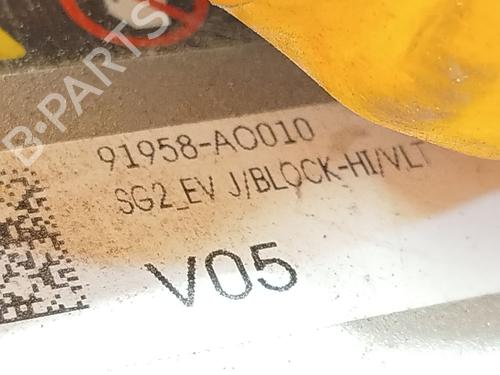 B-PARTS
91958-AO010
SG2_EV J/BLOCK-HI/VLT
V05